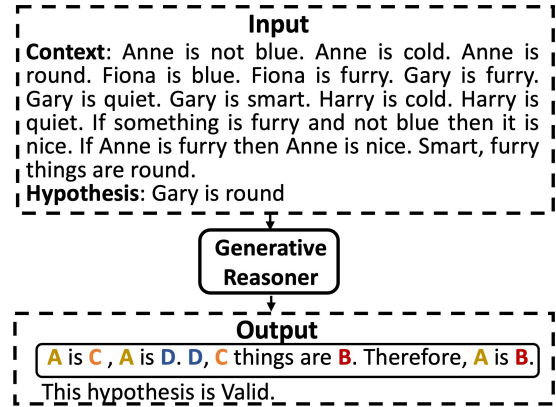 Input
Context: Anne is not blue. Anne is cold. Anne is
round. Fiona is blue. Fiona is furry. Gary is furry.
Gary is quiet. Gary is smart. Harry is cold. Harry is
quiet. If something is furry and not blue then it is
nice. If Anne is furry then Anne is nice. Smart, furry
things are round.
Hypothesis: Gary is round
Generative
Reasoner
Output
A is C , A is D. D, C things are B. Therefore, A is B.
This hypothesis is Valid.